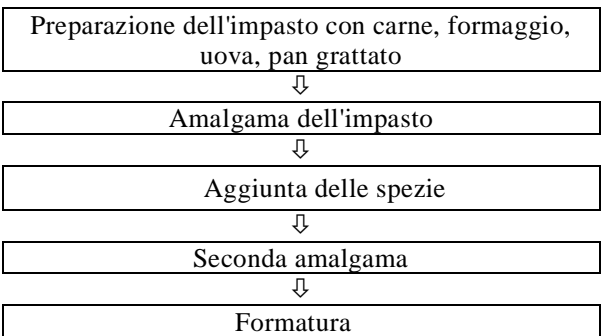 Preparazione dell'impasto con carne, formaggio,
uova, pan grattato
⇩
Amalgama dell'impasto
⇩
Aggiunta delle spezie
⇩
Seconda amalgama
⇩
Formatura